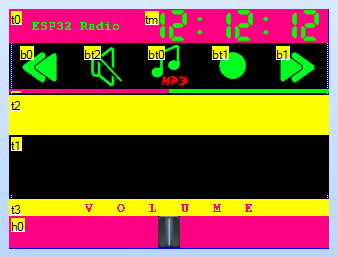 t0 ESP32 Radio tm 12:12:12
b0 bt2 bt0 bt1 b1
MP3
t2
t1
t3 V O L U M E
h0